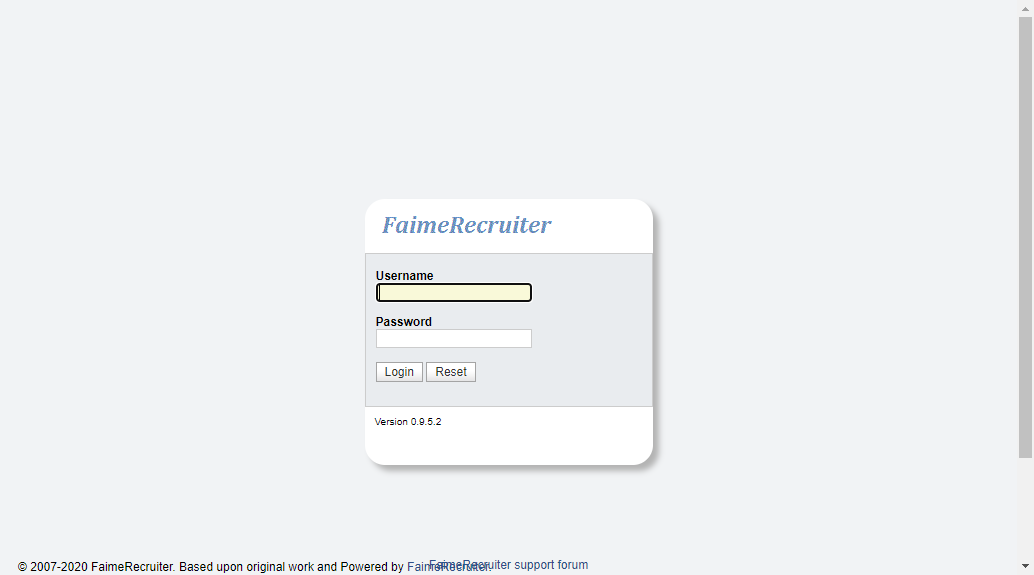 FaimeRecruiter
Username
Password
Login Reset
Version 0.9.5.2
© 2007-2020 FaimeRecruiter. Based upon original work and Powered by FaimeRecruiter.
FaimeRecruiter support forum